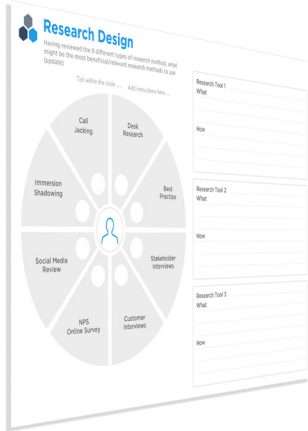 Research Design
Having reviewed the 8 different types of research method, what
might be the most beneficial/relevant research methods to use
(update)
Tick within the circle ..... Add instructions here ....
Call
Jacking
Desk
Research
Immersion
Shadowing
Best
Practise
Social Media
Review
Stakeholder
Interviews
NPS
Online Survey
Customer
Interviews
Research Tool 1
What
How
Research Tool 2
What
How
Research Tool 3
What
How